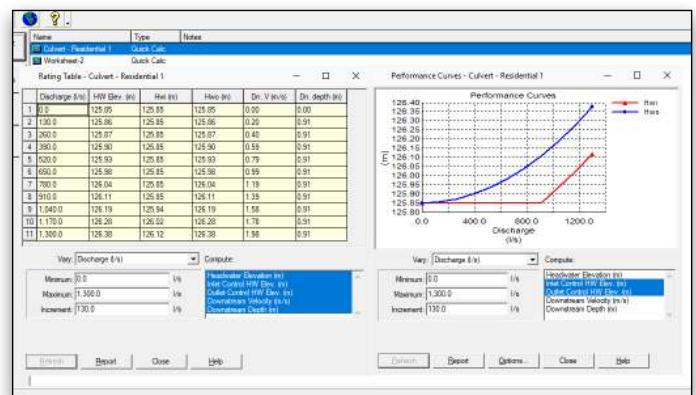 Name Type Notes
Culvert - Residential 1 Quick Calc
Worksheet-2 Quick Calc
Rating Table - Culvert - Residential 1
Discharge (l/s) HW Elev. (m) Hwi (m) Hwo (m) Dn. V (m/s) Dn. depth (m)
1 0.0 125.85 125.85 125.85 0.00 0.00
2 130.0 125.86 125.85 125.86 0.20 0.91
3 260.0 125.87 125.85 125.87 0.40 0.91
4 390.0 125.90 125.85 125.90 0.59 0.91
5 520.0 125.93 125.85 125.93 0.79 0.91
6 650.0 125.98 125.85 125.98 0.99 0.91
7 780.0 126.04 125.85 126.04 1.19 0.91
8 910.0 126.11 125.85 126.11 1.39 0.91
9 1,040.0 126.19 125.94 126.19 1.58 0.91
10 1,170.0 126.28 126.02 126.28 1.78 0.91
11 1,300.0 126.38 126.12 126.38 1.98 0.91
Vary: Discharge (l/s) Compute:
Minimum: 0.0 l/s
Maximum: 1,300.0 l/s
Increment: 130.0 l/s
Headwater Elevation (m)
Inlet Control HW Elev. (m)
Outlet Control HW Elev. (m)
Downstream Velocity (m/s)
Downstream Depth (m)
Refresh Report Close Help
Performance Curves - Culvert - Residential 1
Performance Curves
126.40
126.35
126.30
126.25
126.20
126.15
126.10
126.05
126.00
125.95
125.90
125.85
125.80
(m)
0.0 400.0 800.0 1200.0
Discharge
(l/s)
Hwi
Hwo
Vary: Discharge (l/s) Compute:
Minimum: 0.0 l/s
Maximum: 1,300.0 l/s
Increment: 130.0 l/s
Headwater Elevation (m)
Inlet Control HW Elev. (m)
Outlet Control HW Elev. (m)
Downstream Velocity (m/s)
Downstream Depth (m)
Refresh Report Options... Close Help